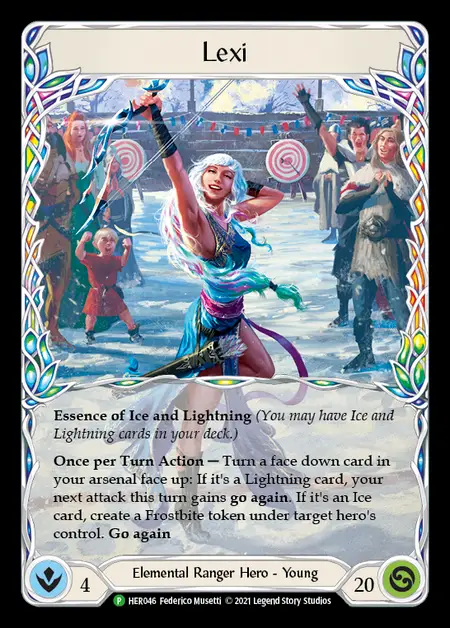 Lexi
Essence of Ice and Lightning (You may have Ice and
Lightning cards in your deck.)
Once per Turn Action — Turn a face down card in
your arsenal face up: If it's a Lightning card, your
next attack this turn gains go again. If it's an Ice
card, create a Frostbite token under target hero's
control. Go again
4
Elemental Ranger Hero - Young
20
P HER046 Federico Musetti © 2021 Legend Story Studios